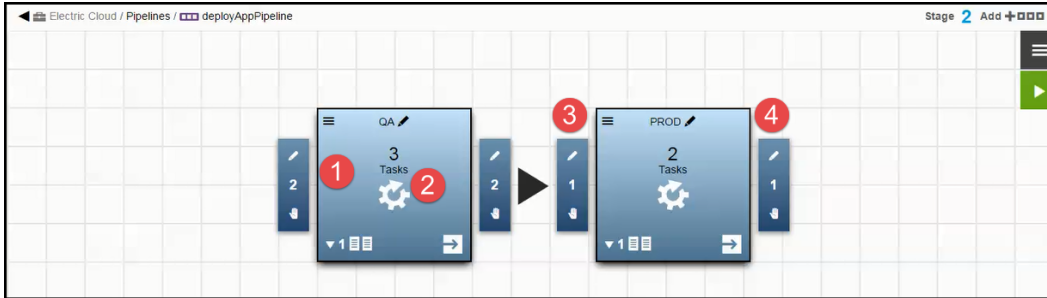 Electric Cloud / Pipelines / deployAppPipeline
Stage 2 Add
3
4
QA
PROD
3
Tasks
2
Tasks
1
2
2
2
1
1
1
1